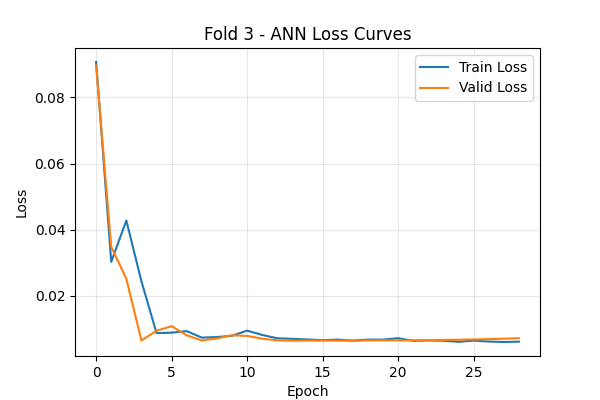 Fold 3 - ANN Loss Curves
Train Loss
Valid Loss
Loss
0.08
0.06
0.04
0.02
0 5 10 15 20 25
Epoch